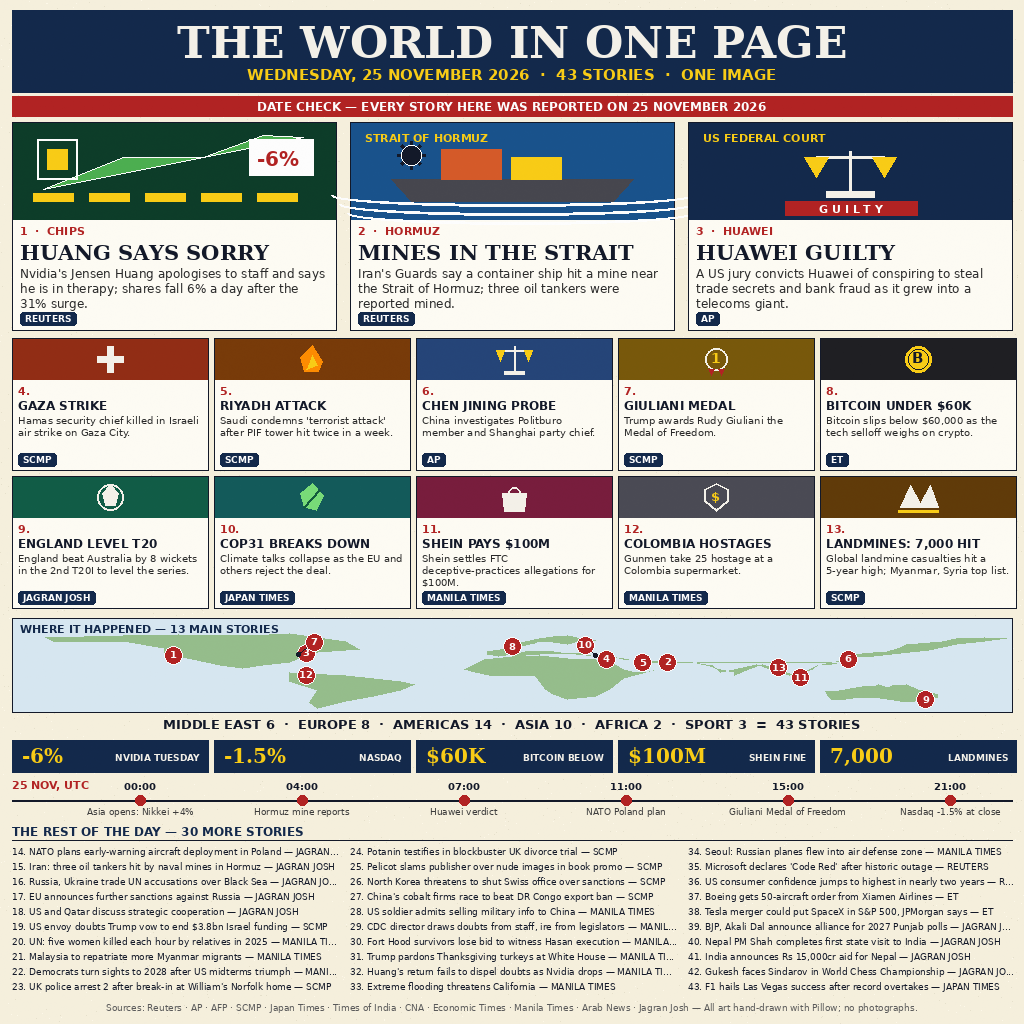 THE WORLD IN ONE PAGE
WEDNESDAY, 25 NOVEMBER 2026 · 43 STORIES · ONE IMAGE
DATE CHECK — EVERY STORY HERE WAS REPORTED ON 25 NOVEMBER 2026
-6%
1 · CHIPS
HUANG SAYS SORRY
Nvidia's Jensen Huang apologises to staff and says
he is in therapy; shares fall 6% a day after the
31% surge.
REUTERS
STRAIT OF HORMUZ
2 · HORMUZ
MINES IN THE STRAIT
Iran's Guards say a container ship hit a mine near
the Strait of Hormuz; three oil tankers were
reported mined.
REUTERS
US FEDERAL COURT
GUILTY
3 · HUAWEI
HUAWEI GUILTY
A US jury convicts Huawei of conspiring to steal
trade secrets and bank fraud as it grew into a
telecoms giant.
AP
4.
GAZA STRIKE
Hamas security chief killed in Israeli
air strike on Gaza City.
SCMP
5.
RIYADH ATTACK
Saudi condemns 'terrorist attack'
after PIF tower hit twice in a week.
SCMP
6.
CHEN JINING PROBE
China investigates Politburo
member and Shanghai party chief.
AP
1
7.
GIULIANI MEDAL
Trump awards Rudy Giuliani the
Medal of Freedom.
SCMP
B
8.
BITCOIN UNDER $60K
Bitcoin slips below $60,000 as the
tech selloff weighs on crypto.
ET
9.
ENGLAND LEVEL T20
England beat Australia by 8 wickets
in the 2nd T20I to level the series.
JAGRAN JOSH
10.
COP31 BREAKS DOWN
Climate talks collapse as the EU and
others reject the deal.
JAPAN TIMES
11.
SHEIN PAYS $100M
Shein settles FTC
deceptive-practices allegations for
$100M.
MANILA TIMES
$
12.
COLOMBIA HOSTAGES
Gunmen take 25 hostage at a
Colombia supermarket.
MANILA TIMES
13.
LANDMINES: 7,000 HIT
Global landmine casualties hit a
5-year high; Myanmar, Syria top list.
SCMP
WHERE IT HAPPENED — 13 MAIN STORIES
1
3
7
12
8
10
4
5
2
13
11
6
9
MIDDLE EAST 6 · EUROPE 8 · AMERICAS 14 · ASIA 10 · AFRICA 2 · SPORT 3 = 43 STORIES
-6% NVIDIA TUESDAY
-1.5% NASDAQ
$60K BITCOIN BELOW
$100M SHEIN FINE
7,000 LANDMINES
25 NOV, UTC
00:00
Asia opens: Nikkei +4%
04:00
Hormuz mine reports
07:00
Huawei verdict
11:00
NATO Poland plan
15:00
Giuliani Medal of Freedom
21:00
Nasdaq -1.5% at close
THE REST OF THE DAY — 30 MORE STORIES
14. NATO plans early-warning aircraft deployment in Poland — JAGRAN...
15. Iran: three oil tankers hit by naval mines in Hormuz — JAGRAN JOSH
16. Russia, Ukraine trade UN accusations over Black Sea — JAGRAN JO...
17. EU announces further sanctions against Russia — JAGRAN JOSH
18. US and Qatar discuss strategic cooperation — JAGRAN JOSH
19. US envoy doubts Trump vow to end $3.8bn Israel funding — SCMP
20. UN: five women killed each hour by relatives in 2025 — MANILA TI...
21. Malaysia to repatriate more Myanmar migrants — MANILA TIMES
22. Democrats turn sights to 2028 after US midterms triumph — MANI...
23. UK police arrest 2 after break-in at William's Norfolk home — SCMP
24. Potanin testifies in blockbuster UK divorce trial — SCMP
25. Pelicot slams publisher over nude images in book promo — SCMP
26. North Korea threatens to shut Swiss office over sanctions — SCMP
27. China's cobalt firms race to beat DR Congo export ban — SCMP
28. US soldier admits selling military info to China — MANILA TIMES
29. CDC director draws doubts from staff, ire from legislators — MANIL...
30. Fort Hood survivors lose bid to witness Hasan execution — MANILA...
31. Trump pardons Thanksgiving turkeys at White House — MANILA TI...
32. Huang's return fails to dispel doubts as Nvidia drops — MANILA TI...
33. Extreme flooding threatens California — MANILA TIMES
34. Seoul: Russian planes flew into air defense zone — MANILA TIMES
35. Microsoft declares 'Code Red' after historic outage — REUTERS
36. US consumer confidence jumps to highest in nearly two years — R...
37. Boeing gets 50-aircraft order from Xiamen Airlines — ET
38. Tesla merger could put SpaceX in S&P 500, JPMorgan says — ET
39. BJP, Akali Dal announce alliance for 2027 Punjab polls — JAGRAN J...
40. Nepal PM Shah completes first state visit to India — JAGRAN JOSH
41. India announces Rs 15,000cr aid for Nepal — JAGRAN JOSH
42. Gukesh faces Sindarov in World Chess Championship — JAGRAN JO...
43. F1 hails Las Vegas success after record overtakes — JAPAN TIMES
Sources: Reuters · AP · AFP · SCMP · Japan Times · Times of India · CNA · Economic Times · Manila Times · Arab News · Jagran Josh — All art hand-drawn with Pillow; no photographs.